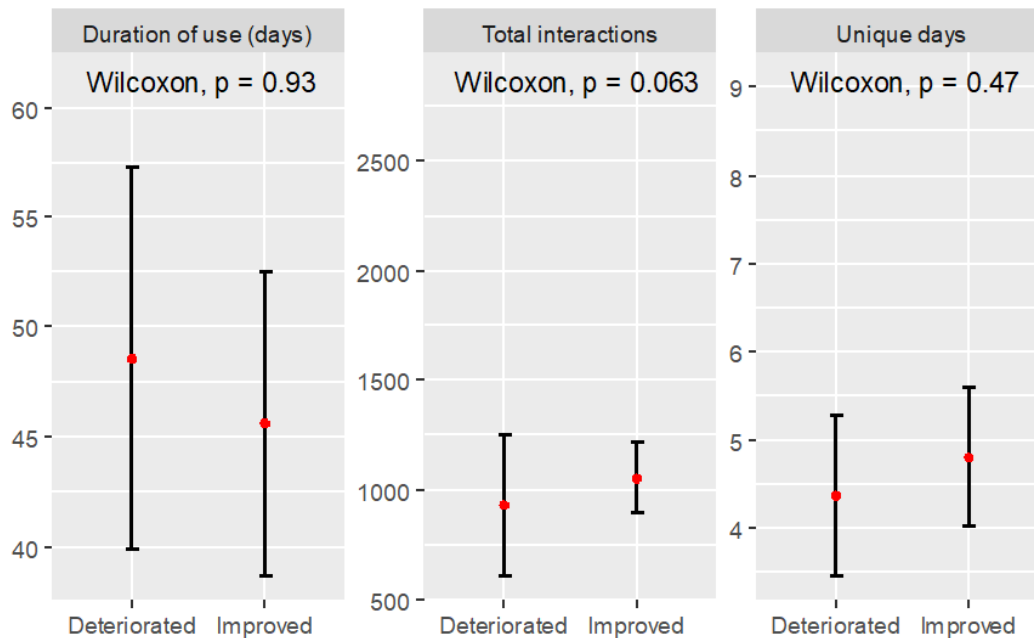 Duration of use (days)
Wilcoxon, p = 0.93
60
55
50
45
40
Deteriorated
Improved
Total interactions
Wilcoxon, p = 0.063
2500
2000
1500
1000
500
Deteriorated
Improved
Unique days
Wilcoxon, p = 0.47
9
8
7
6
5
4
Deteriorated
Improved